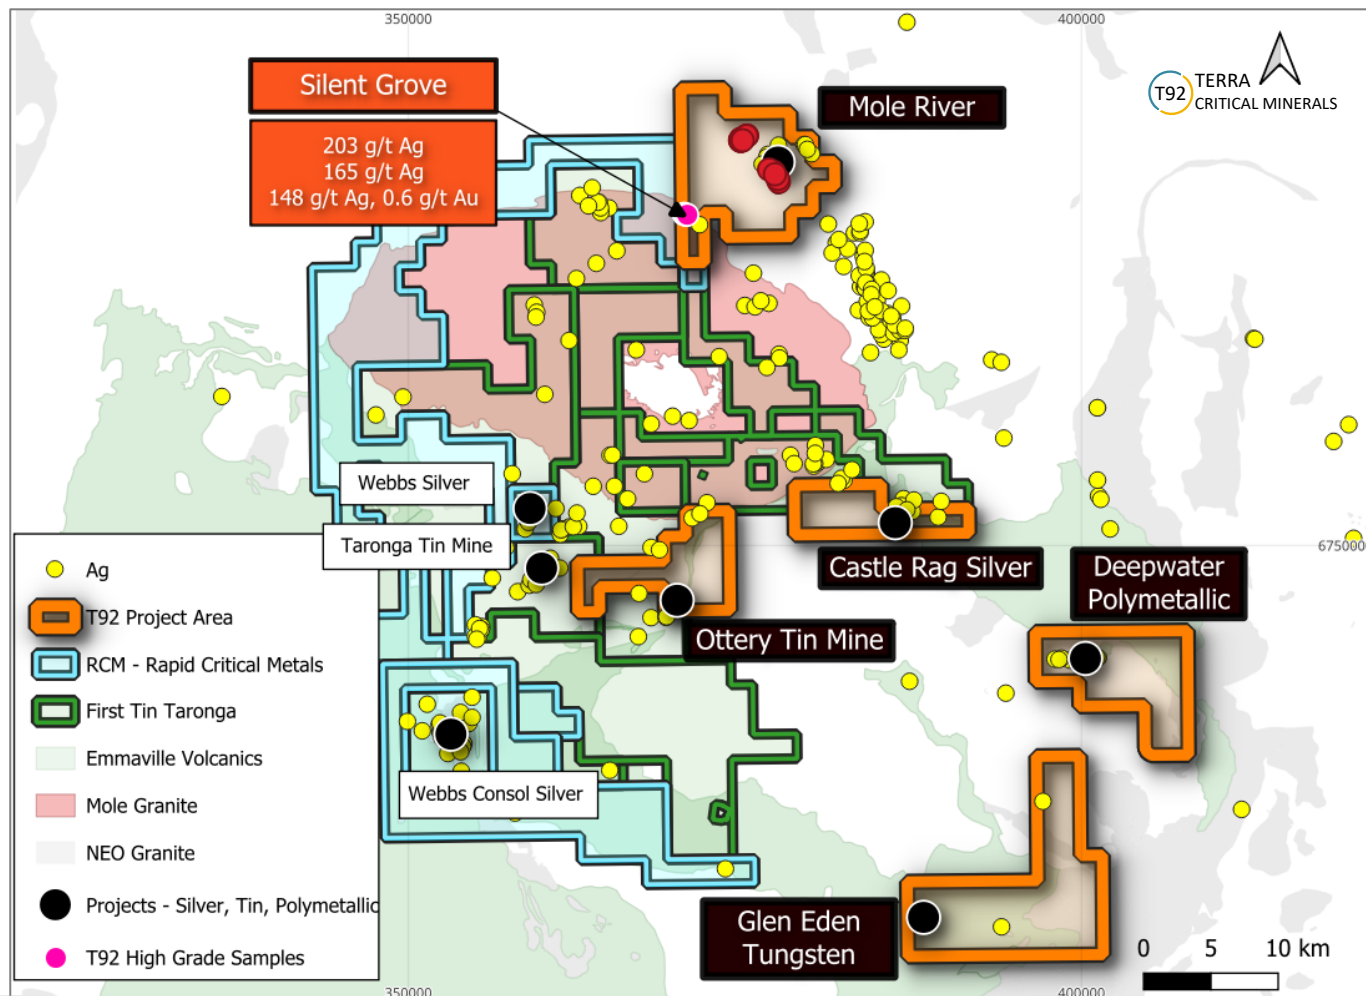 350000
400000
Silent Grove
203 g/t Ag
165 g/t Ag
148 g/t Ag, 0.6 g/t Au
Mole River
T92
TERRA
CRITICAL MINERALS
Webbs Silver
Taronga Tin Mine
675000
Castle Rag Silver
Deepwater
Polymetallic
Ottery Tin Mine
Webbs Consol Silver
Glen Eden
Tungsten
Ag
T92 Project Area
RCM - Rapid Critical Metals
First Tin Taronga
Emmaville Volcanics
Mole Granite
NEO Granite
Projects - Silver, Tin, Polymetallic
T92 High Grade Samples
0 5 10 km
350000
400000